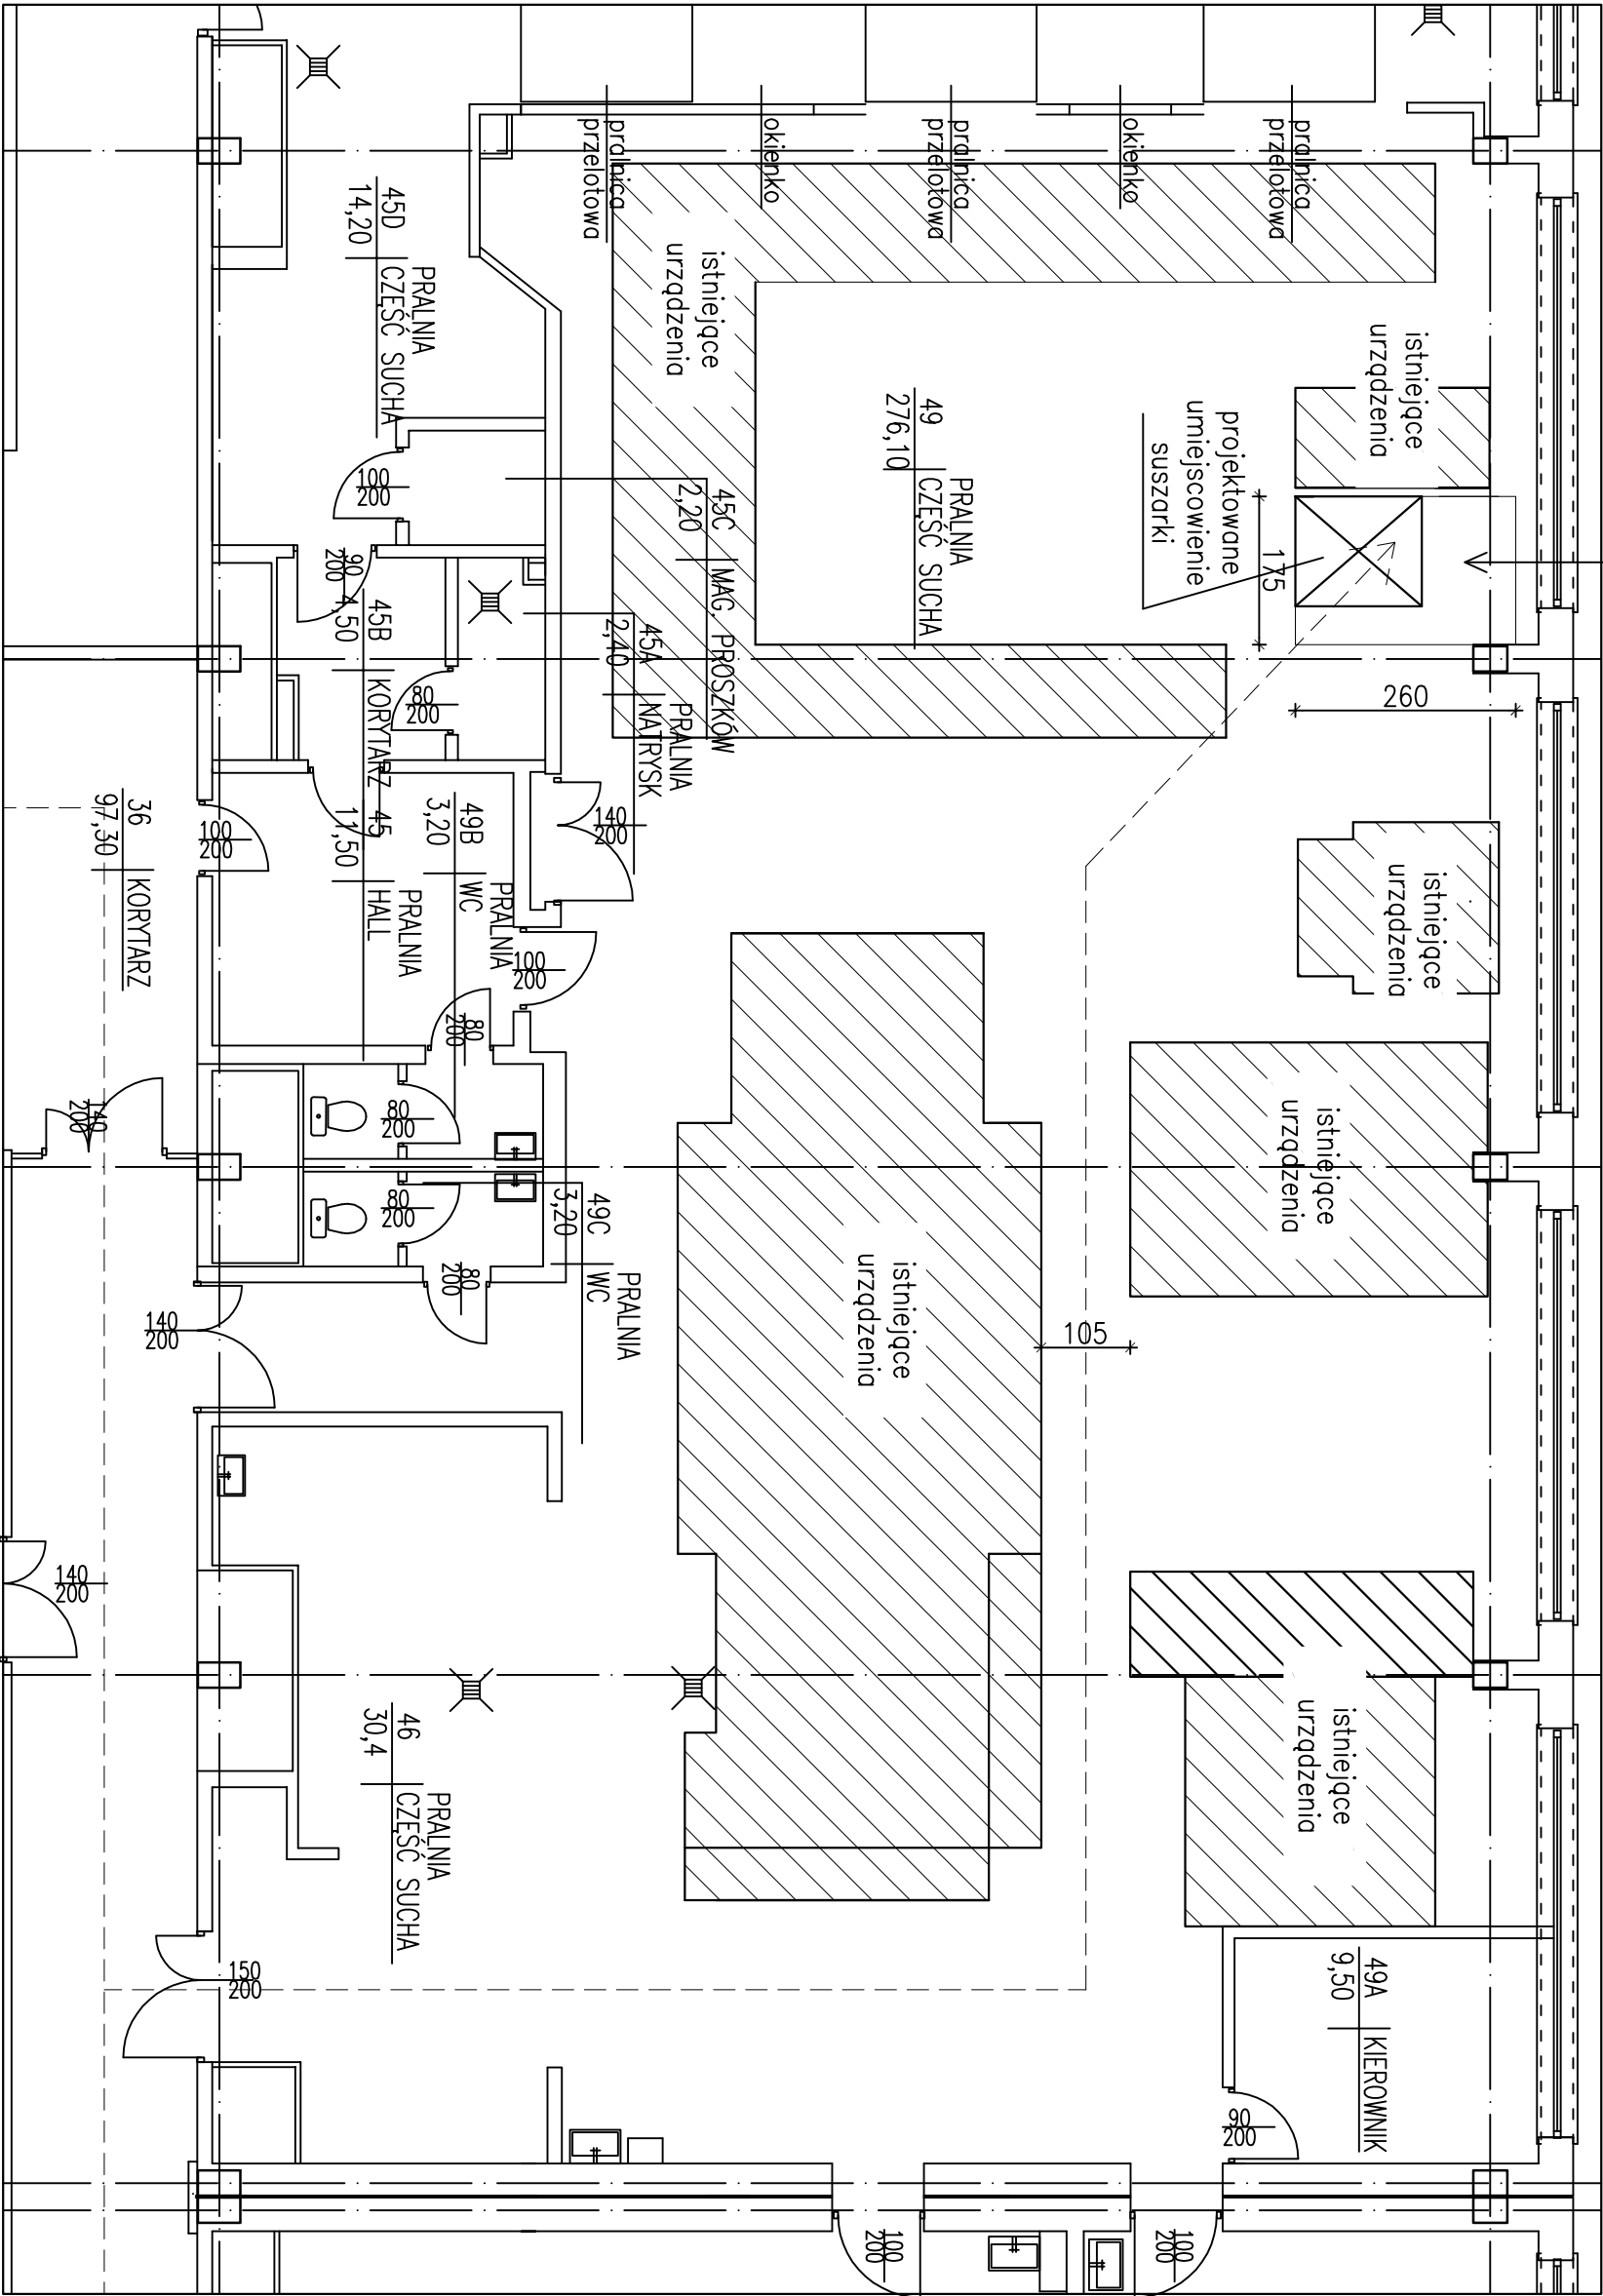 pralnica
przelotowa
okienko
pralnica
przelotowa
okienko
pralnica
przelotowa
istniejące
urządzenia
istniejące
urządzenia
projektowane
umiejscowienie
suszarki
175
260
49
276,10
PRALNIA
CZĘŚĆ SUCHA
45D
14,20
PRALNIA
CZĘŚĆ SUCHA
100
200
45C
2,20
MAG. PROSZKÓW
90
200
45B
4,50
KORYTARZ
45A
2,40
PRALNIA
NATRYSK
80
200
140
200
45
11,50
PRALNIA
HALL
49B
3,20
PRALNIA
WC
100
200
36
97,30
KORYTARZ
100
200
80
200
istniejące
urządzenia
istniejące
urządzenia
140
200
80
200
80
200
49C
3,20
PRALNIA
WC
80
200
140
200
istniejące
urządzenia
105
140
200
istniejące
urządzenia
46
30,4
PRALNIA
CZĘŚĆ SUCHA
150
200
49A
9,50
KIEROWNIK
90
200
100
200
100
200